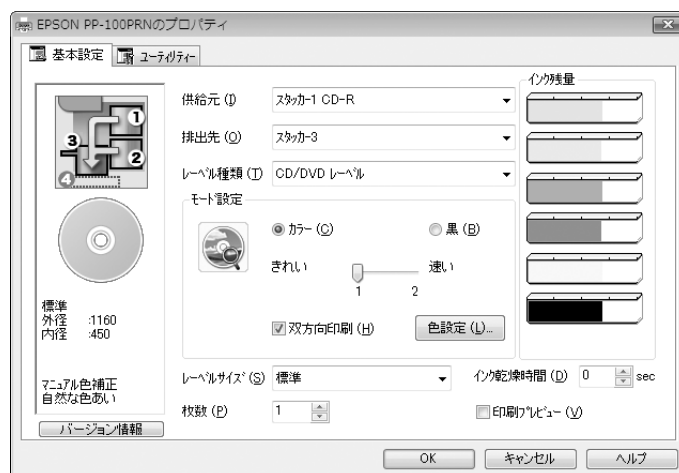 EPSON PP-100PRNのプロパティ
基本設定
ユーティリティー
1
2
3
4
標準
外径 :1160
内径 :450
マニュアル色補正
自然な色あい
バージョン情報
供給元 (I)
スタッカ-1 CD-R
排出先 (O)
スタッカ-3
レーベル種類 (T)
CD/DVD レーベル
モード設定
カラー (C)
黒 (B)
きれい
速い
1
2
双方向印刷 (H)
色設定 (L)...
レーベルサイズ (S)
標準
枚数 (P)
1
インク残量
インク乾燥時間 (D)
0
sec
印刷プレビュー (V)
OK
キャンセル
ヘルプ